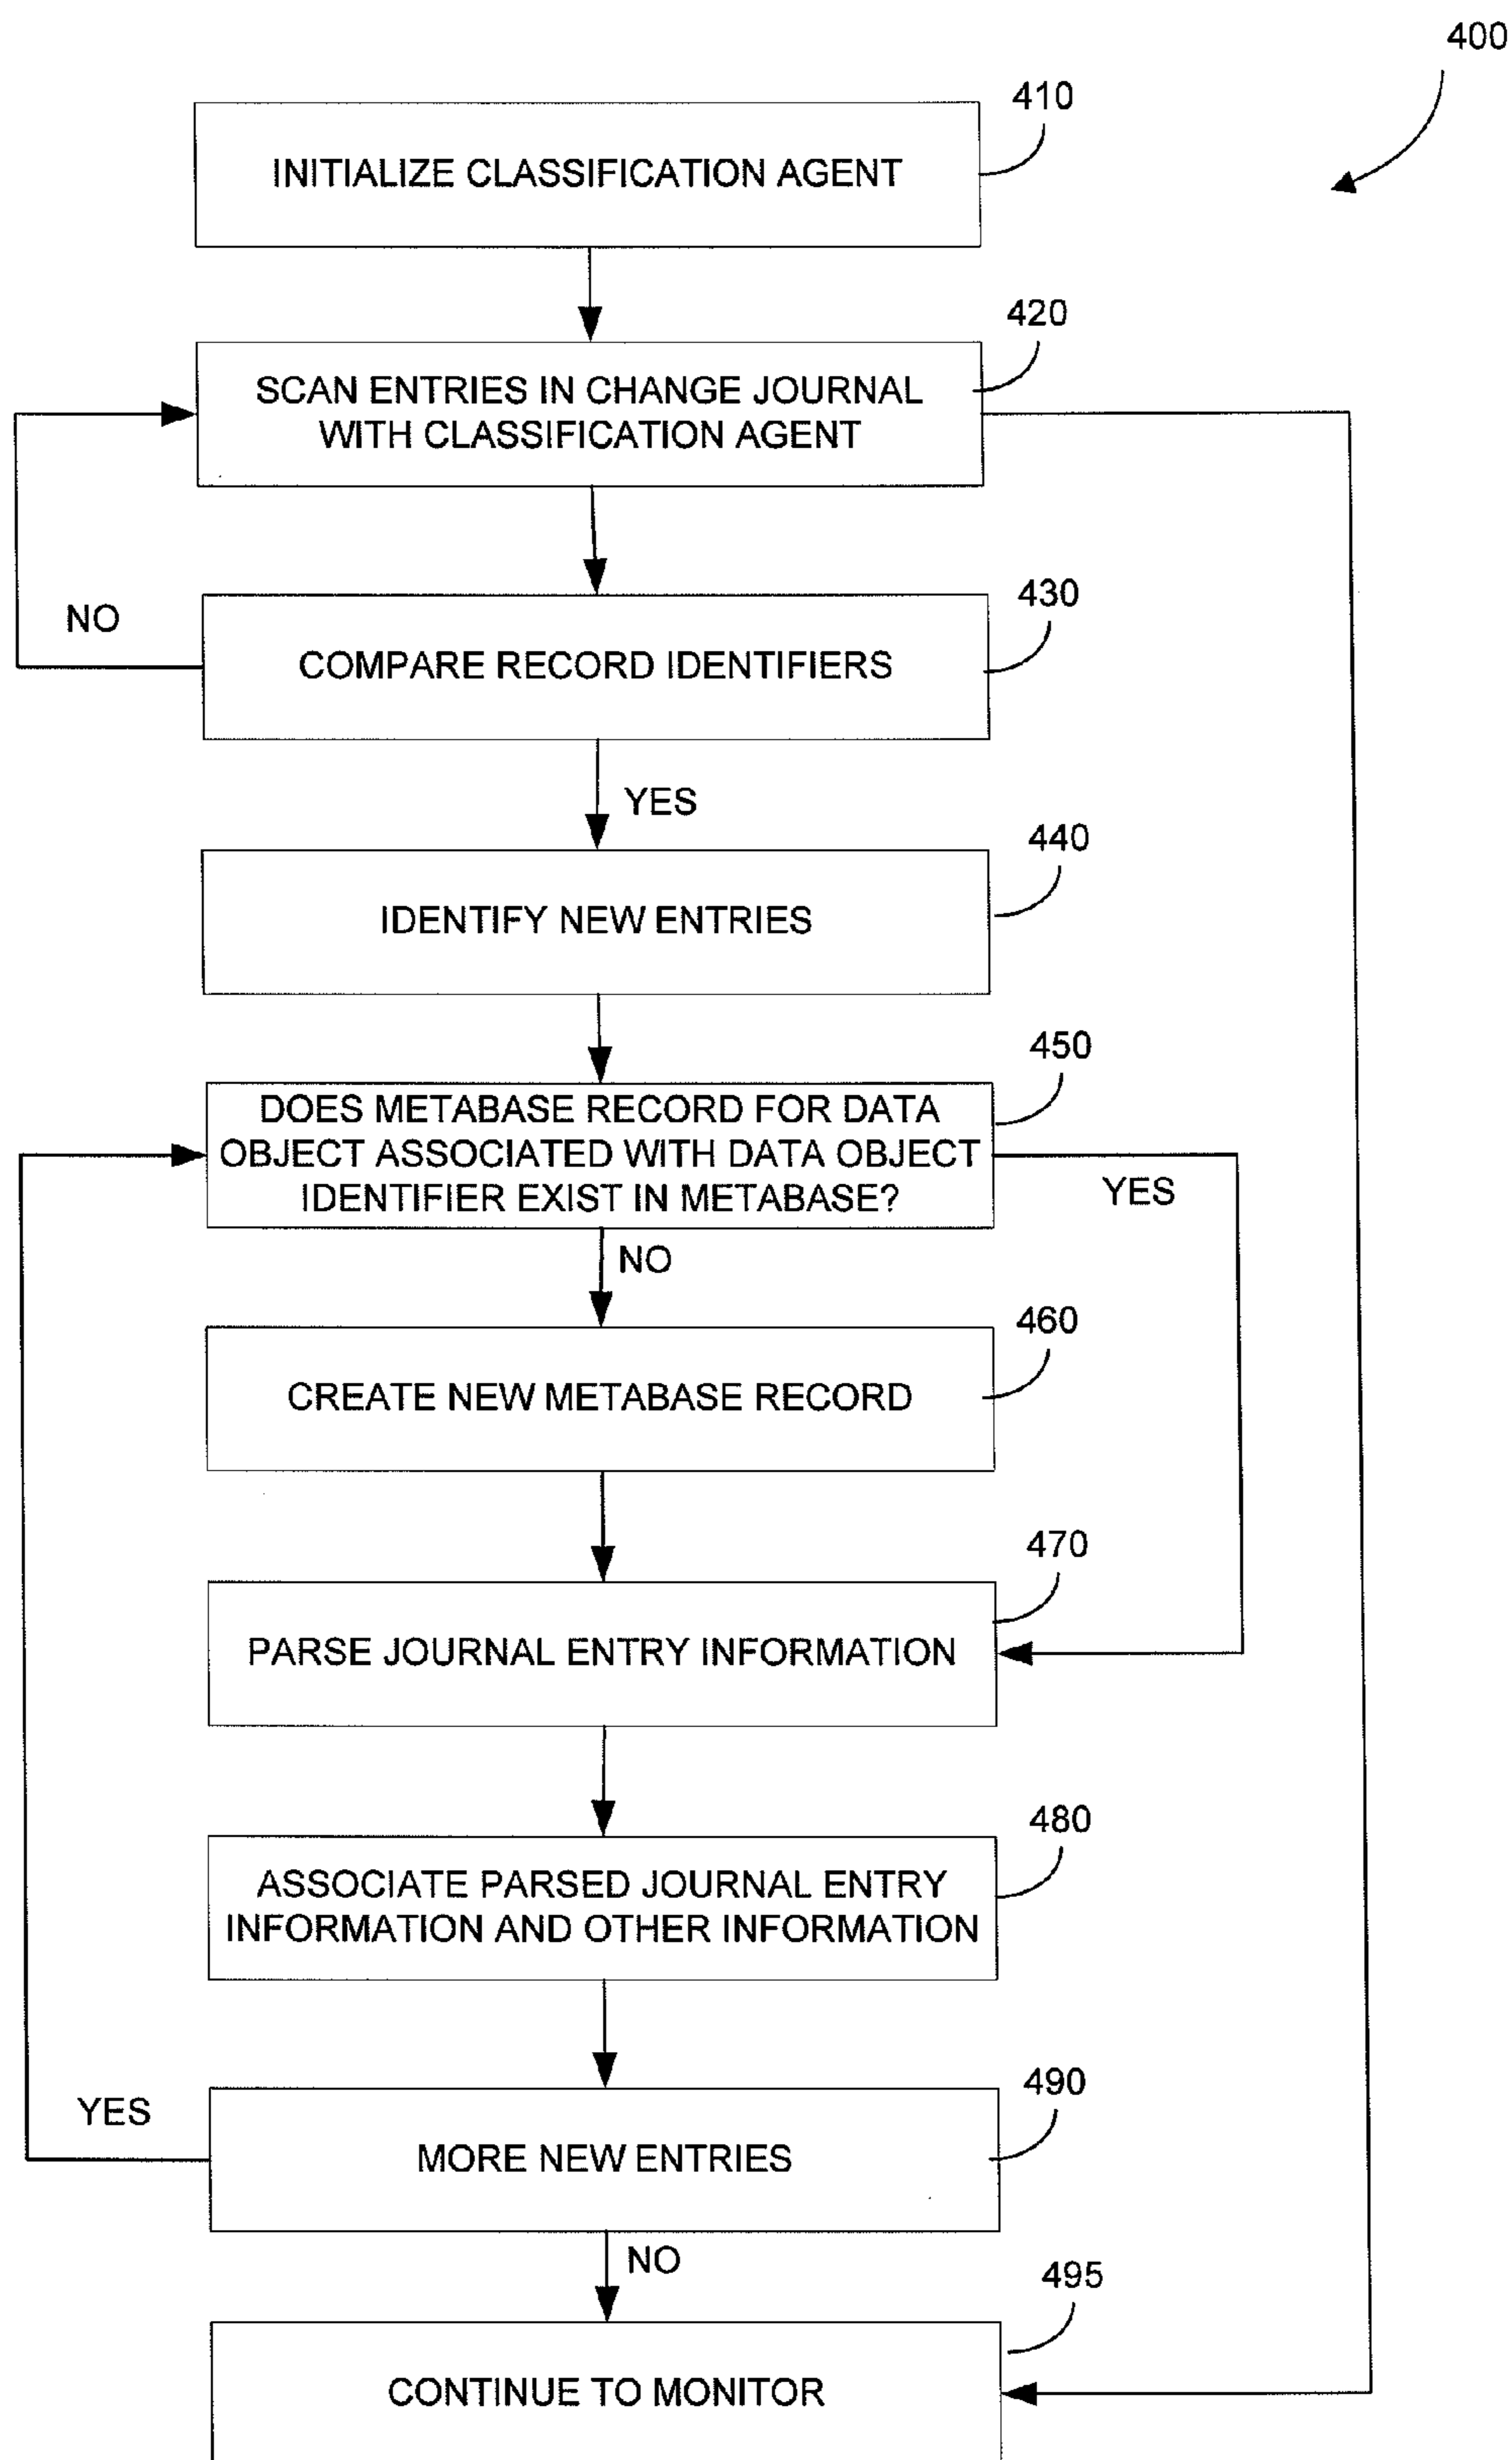 400
410
INITIALIZE CLASSIFICATION AGENT
420
SCAN ENTRIES IN CHANGE JOURNAL
WITH CLASSIFICATION AGENT
430
NO
COMPARE RECORD IDENTIFIERS
YES
440
IDENTIFY NEW ENTRIES
450
DOES METABASE RECORD FOR DATA
OBJECT ASSOCIATED WITH DATA OBJECT
IDENTIFIER EXIST IN METABASE?
YES
NO
460
CREATE NEW METABASE RECORD
470
PARSE JOURNAL ENTRY INFORMATION
480
ASSOCIATE PARSED JOURNAL ENTRY
INFORMATION AND OTHER INFORMATION
490
YES
MORE NEW ENTRIES
NO
495
CONTINUE TO MONITOR